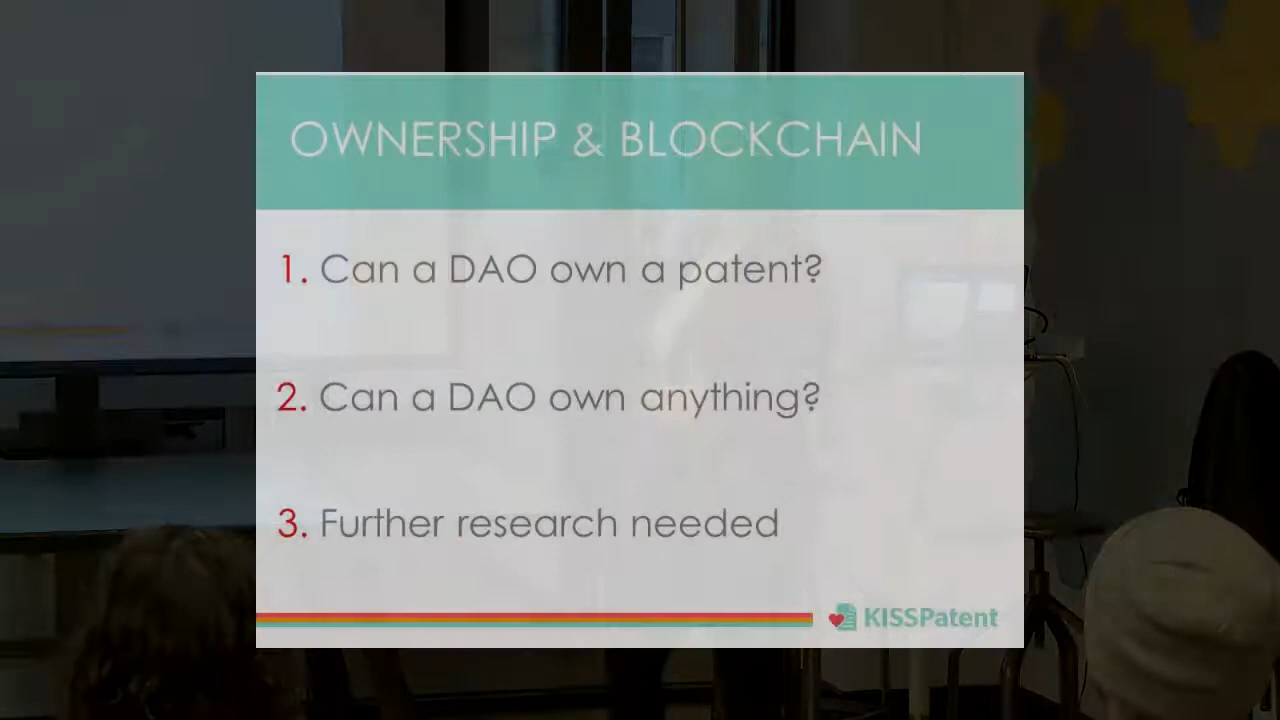 OWNERSHIP & BLOCKCHAIN
1. Can a DAO own a patent?
2. Can a DAO own anything?
3. Further research needed
KISSPatent